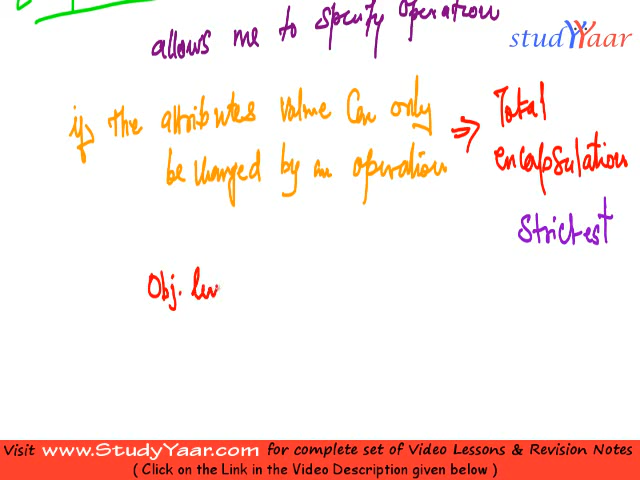 allows me to specify operation
studYYaar
if the attributes value Can only
be changed by an operation
=> Total
encapsulation
Strictest
Obj. lev
Visit www.StudyYaar.com for complete set of Video Lessons & Revision Notes
( Click on the Link in the Video Description given below )